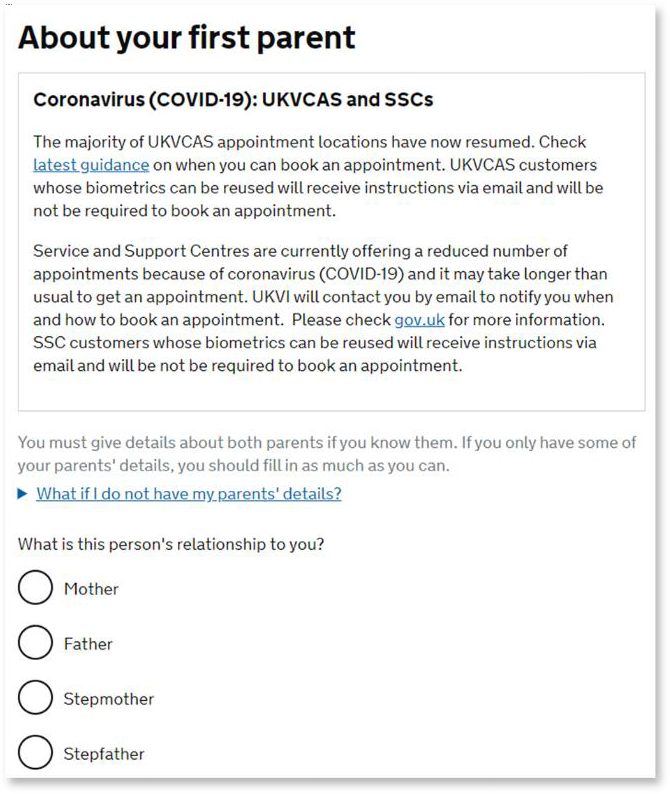 About your first parent
Coronavirus (COVID-19): UKVCAS and SSCs
The majority of UKVCAS appointment locations have now resumed. Check
latest guidance on when you can book an appointment. UKVCAS customers
whose biometrics can be reused will receive instructions via email and will be
not be required to book an appointment.
Service and Support Centres are currently offering a reduced number of
appointments because of coronavirus (COVID-19) and it may take longer than
usual to get an appointment. UKVI will contact you by email to notify you when
and how to book an appointment. Please check gov.uk for more information.
SSC customers whose biometrics can be reused will receive instructions via
email and will be not be required to book an appointment.
You must give details about both parents if you know them. If you only have some of
your parents' details, you should fill in as much as you can.
What if I do not have my parents' details?
What is this person's relationship to you?
Mother
Father
Stepmother
Stepfather